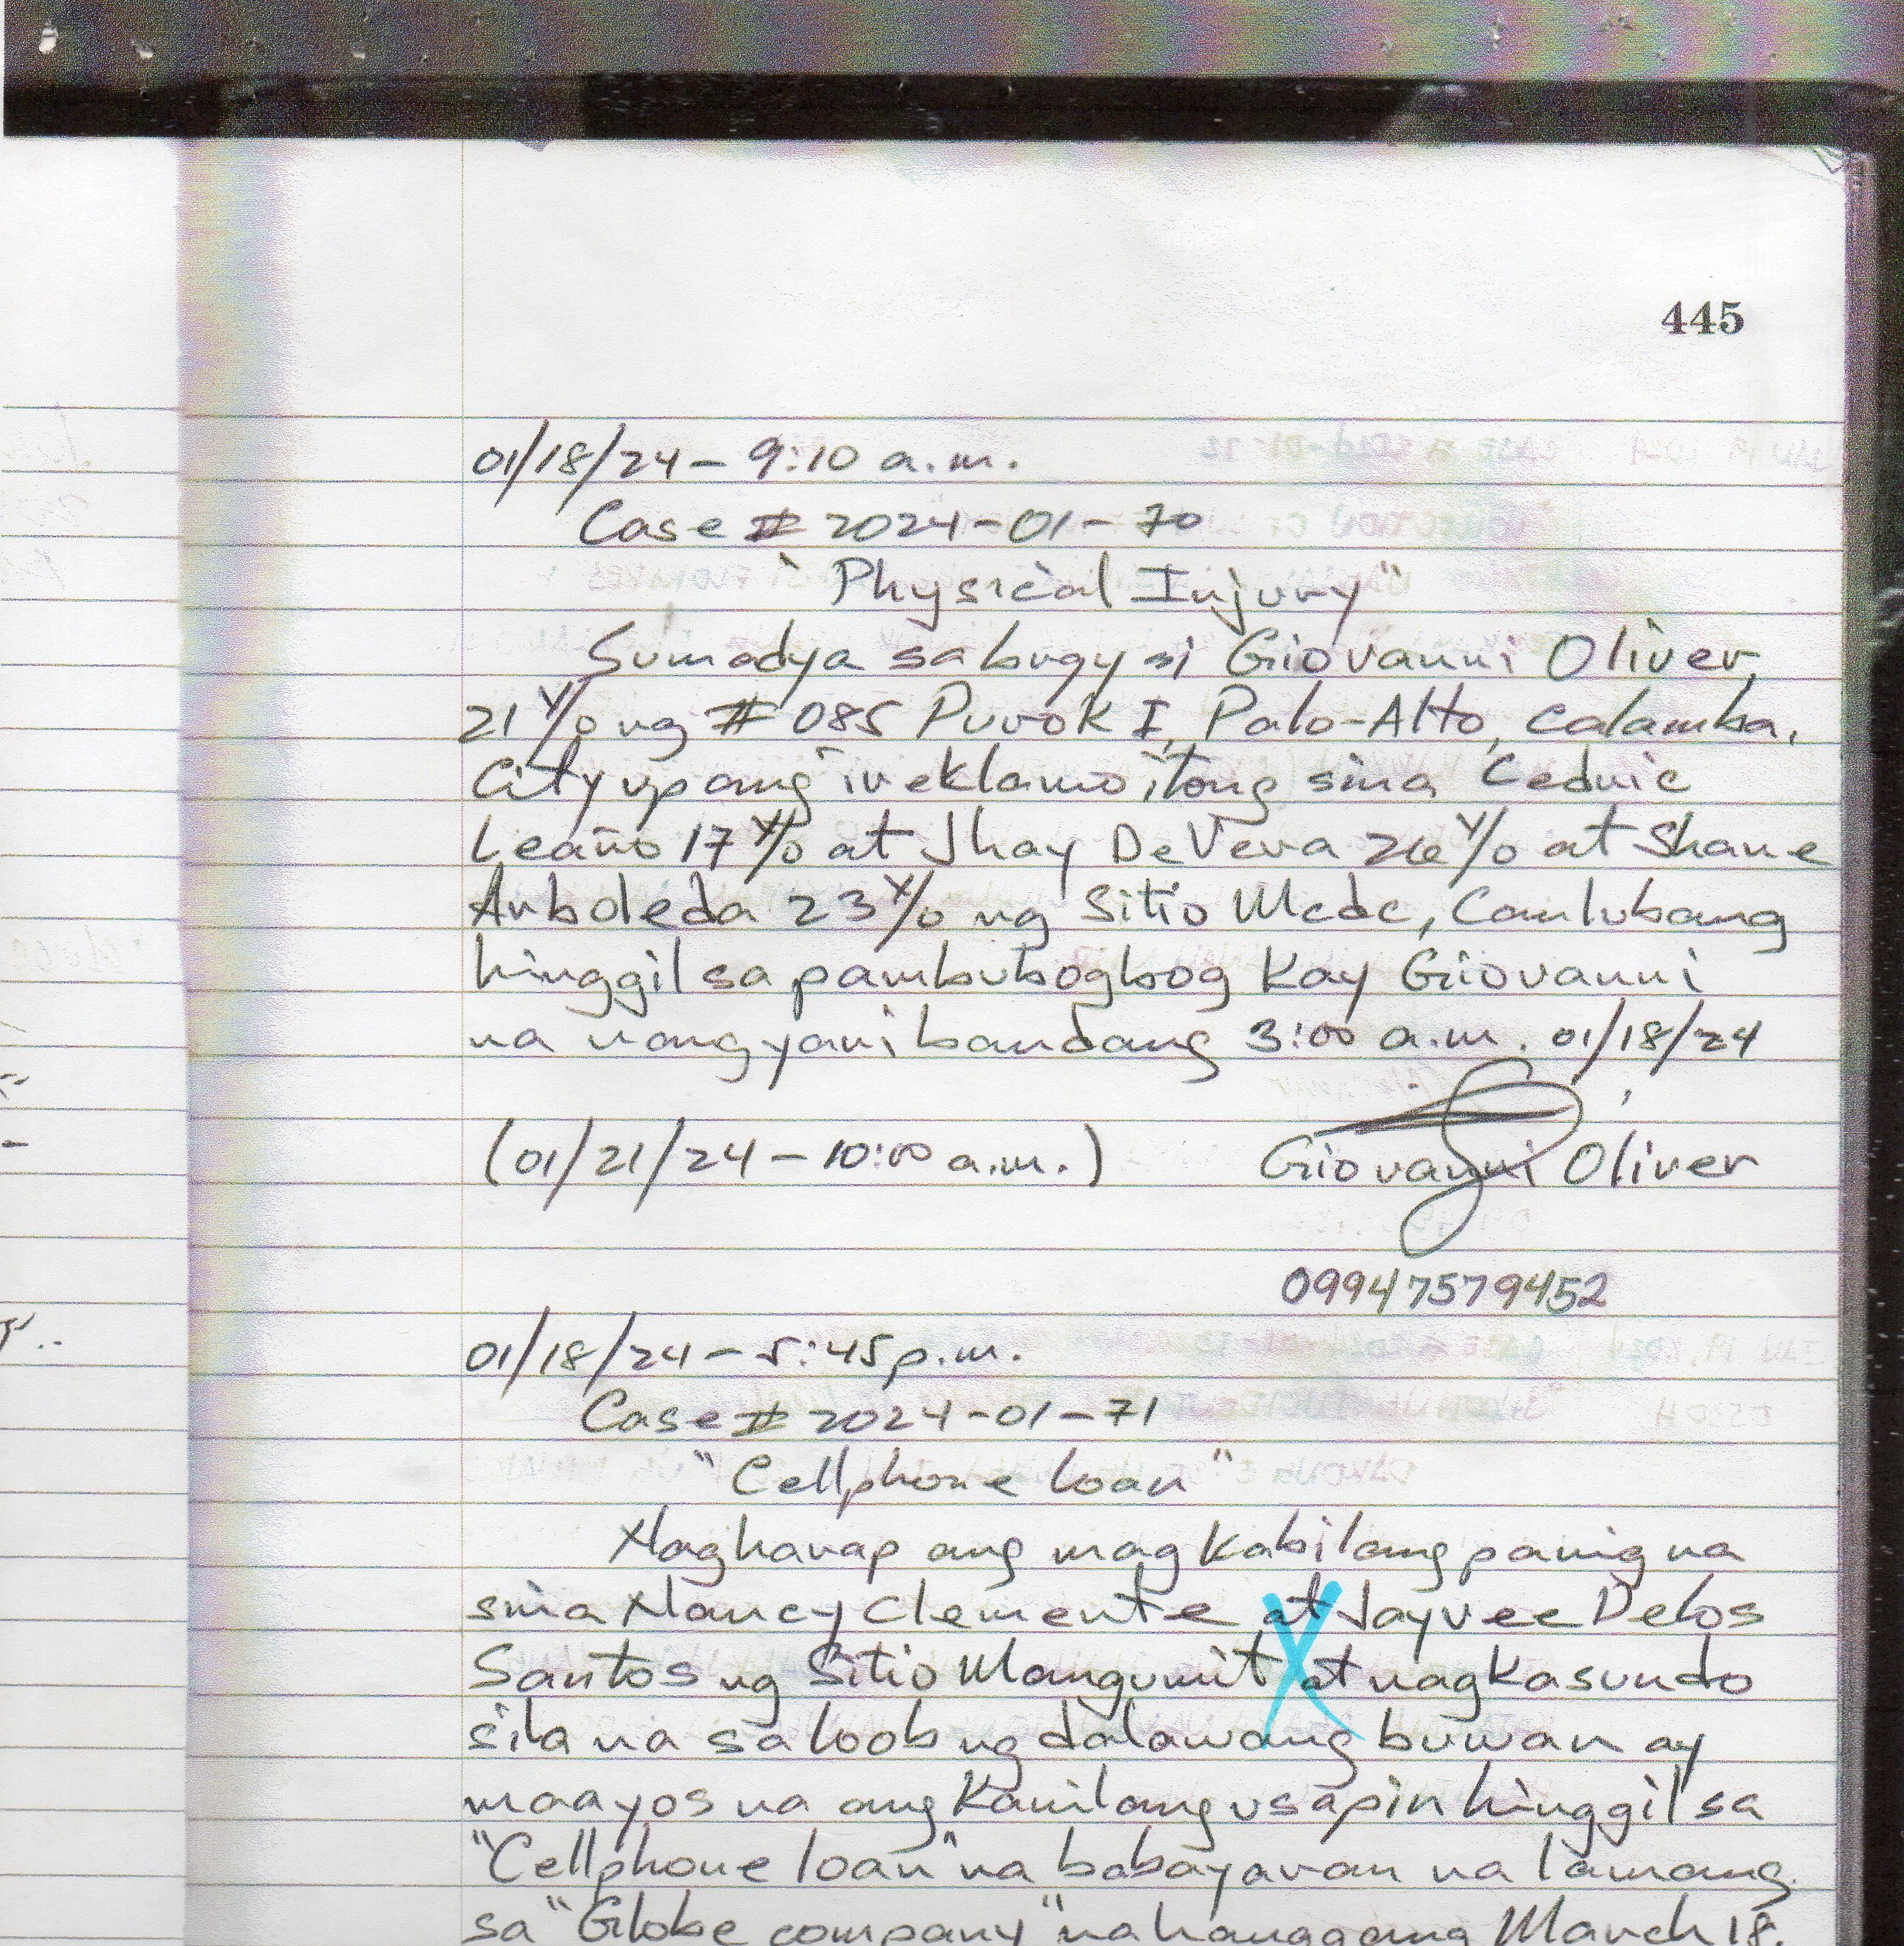 445
01/18/24 - 9:10 a.m.
Case # 2024-01-70
"Physical Injury"
Sumadya sa brgy si Giovanni Oliver,
21 y/o ng # 085 Purok I, Palo-Alto, Calamba,
City upang ireklamo itong sina Cedric
Leaño 17 y/o at Jhay De Vera 26 y/o at Shane
Arboleda 23 y/o ng Sitio Mcdc, Canlubang
hinggil sa pambubogbog kay Giovanni
na nangyari bandang 3:00 a.m. 01/18/24
(01/21/24 - 10:00 a.m.) Giovanni Oliver
09947579452
01/18/24 - 5:45 p.m.
Case # 2024-01-71
"Cellphone loan"
Nagharap ang magkabilang panig na
sina Nancy Clemente at Jayvee Delos
Santos ng Sitio Mangumit at nagkasundo
sila na sa loob ng dalawang buwan ay
maayos na ang kanilang usapin hinggil sa
"Cellphone loan" na babayaran na lamang
sa "Globe company" na hanggang March 18,